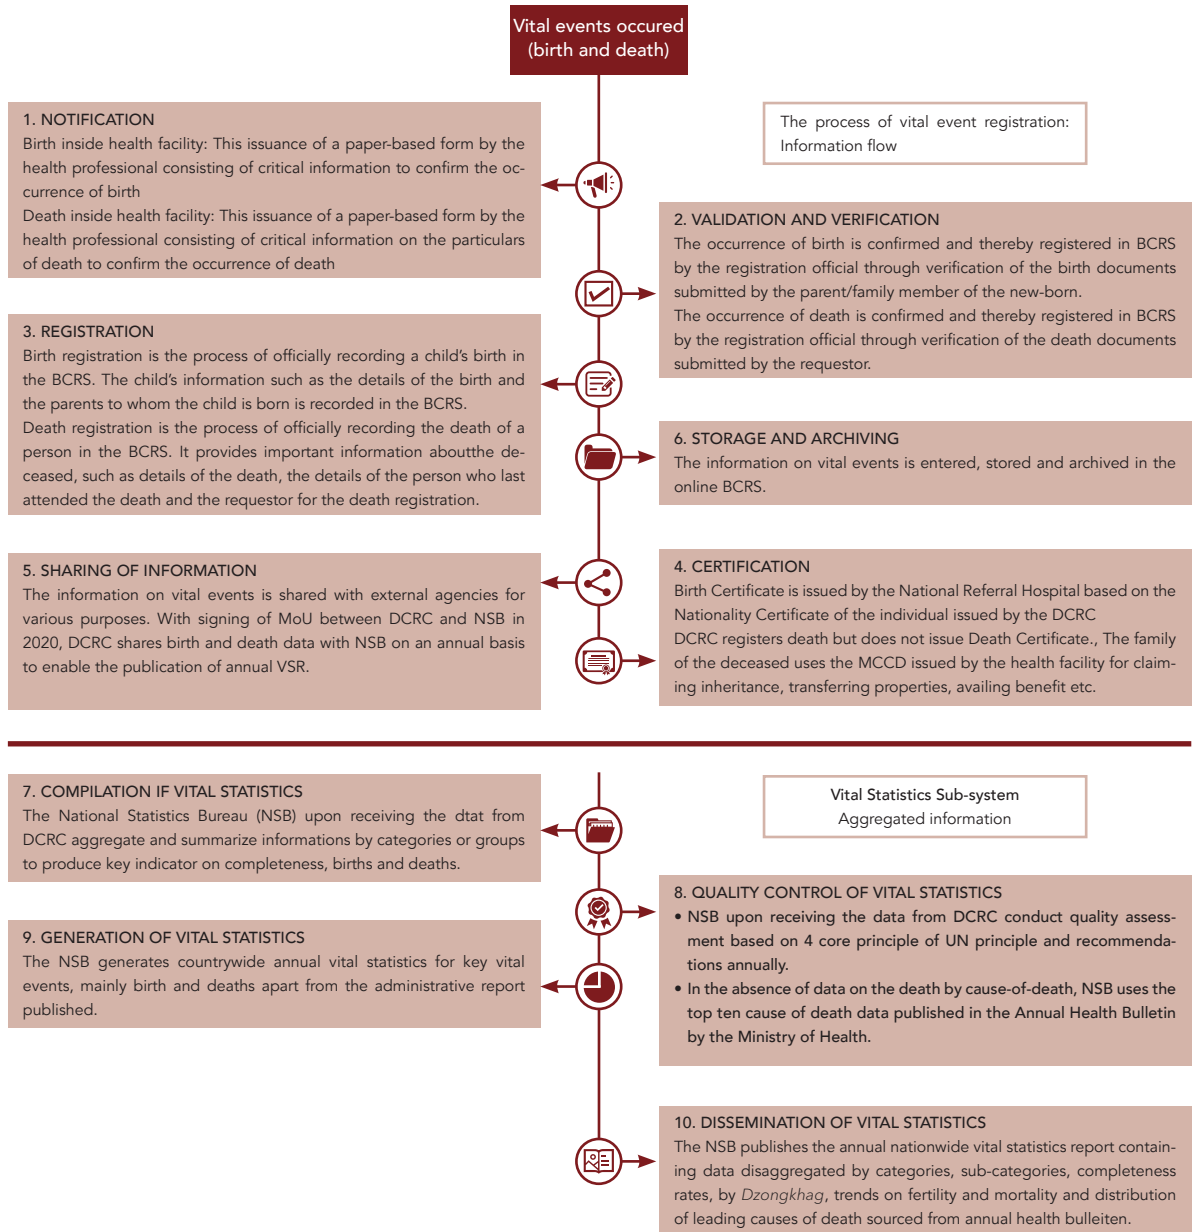 Vital events occured
(birth and death)
1. NOTIFICATION
Birth inside health facility: This issuance of a paper-based form by the
health professional consisting of critical information to confirm the oc-
currence of birth
Death inside health facility: This issuance of a paper-based form by the
health professional consisting of critical information on the particulars
of death to confirm the occurrence of death
The process of vital event registration:
Information flow
2. VALIDATION AND VERIFICATION
The occurrence of birth is confirmed and thereby registered in BCRS
by the registration official through verification of the birth documents
submitted by the parent/family member of the new-born.
The occurrence of death is confirmed and thereby registered in BCRS
by the registration official through verification of the death documents
submitted by the requestor.
3. REGISTRATION
Birth registration is the process of officially recording a child's birth in
the BCRS. The child's information such as the details of the birth and
the parents to whom the child is born is recorded in the BCRS.
Death registration is the process of officially recording the death of a
person in the BCRS. It provides important information aboutthe de-
ceased, such as details of the death, the details of the person who last
attended the death and the requestor for the death registration.
6. STORAGE AND ARCHIVING
The information on vital events is entered, stored and archived in the
online BCRS.
5. SHARING OF INFORMATION
The information on vital events is shared with external agencies for
various purposes. With signing of MoU between DCRC and NSB in
2020, DCRC shares birth and death data with NSB on an annual basis
to enable the publication of annual VSR.
4. CERTIFICATION
Birth Certificate is issued by the National Referral Hospital based on the
Nationality Certificate of the individual issued by the DCRC
DCRC registers death but does not issue Death Certificate., The family
of the deceased uses the MCCD issued by the health facility for claim-
ing inheritance, transferring properties, availing benefit etc.
7. COMPILATION IF VITAL STATISTICS
The National Statistics Bureau (NSB) upon receiving the dtat from
DCRC aggregate and summarize informations by categories or groups
to produce key indicator on completeness, births and deaths.
Vital Statistics Sub-system
Aggregated information
8. QUALITY CONTROL OF VITAL STATISTICS
• NSB upon receiving the data from DCRC conduct quality assess-
ment based on 4 core principle of UN principle and recommenda-
tions annually.
• In the absence of data on the death by cause-of-death, NSB uses the
top ten cause of death data published in the Annual Health Bulletin
by the Ministry of Health.
9. GENERATION OF VITAL STATISTICS
The NSB generates countrywide annual vital statistics for key vital
events, mainly birth and deaths apart from the administrative report
published.
10. DISSEMINATION OF VITAL STATISTICS
The NSB publishes the annual nationwide vital statistics report contain-
ing data disaggregated by categories, sub-categories, completeness
rates, by Dzongkhag, trends on fertility and mortality and distribution
of leading causes of death sourced from annual health bulleiten.